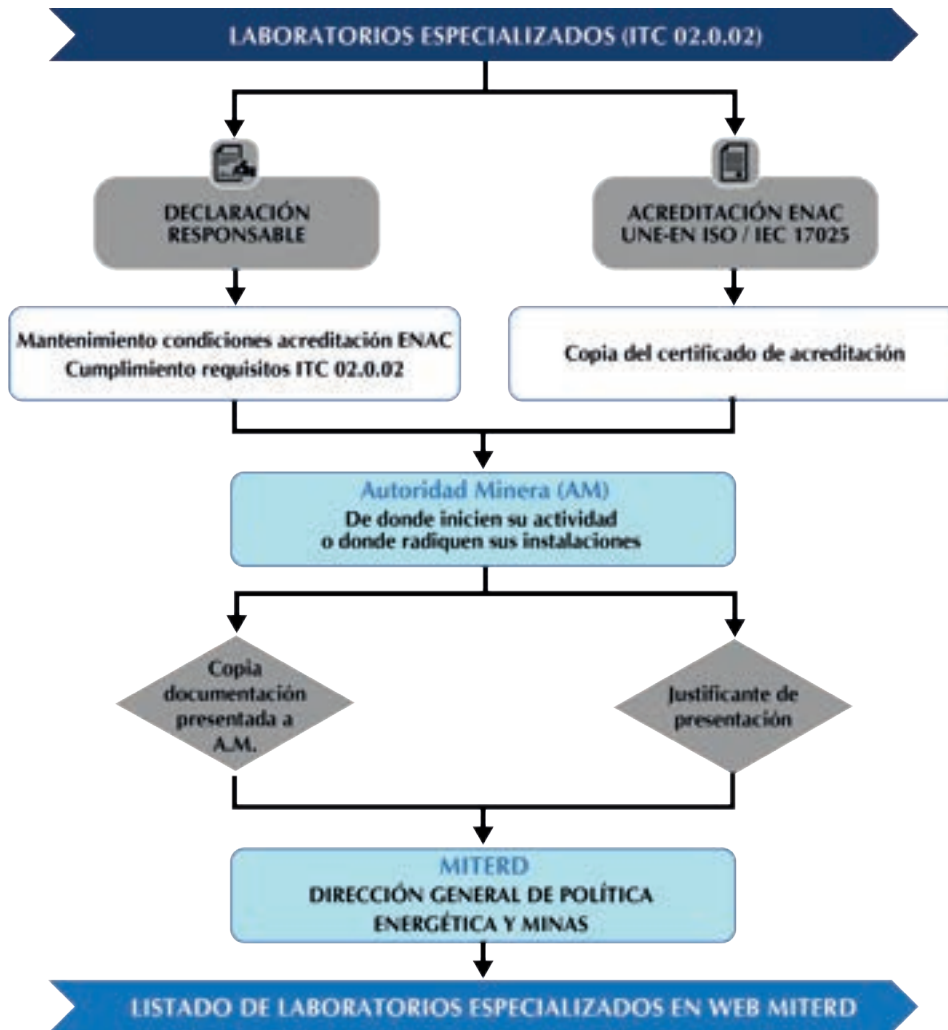 LABORATORIOS ESPECIALIZADOS (ITC 02.0.02)
DECLARACIÓN
RESPONSABLE
ACREDITACIÓN ENAC
UNE-EN ISO / IEC 17025
Mantenimiento condiciones acreditación ENAC
Cumplimiento requisitos ITC 02.0.02
Copia del certificado de acreditación
Autoridad Minera (AM)
De donde inicien su actividad
o donde radiquen sus instalaciones
Copia
documentación
presentada a
A.M.
Justificante de
presentación
MITERD
DIRECCIÓN GENERAL DE POLÍTICA
ENERGÉTICA Y MINAS
LISTADO DE LABORATORIOS ESPECIALIZADOS EN WEB MITERD